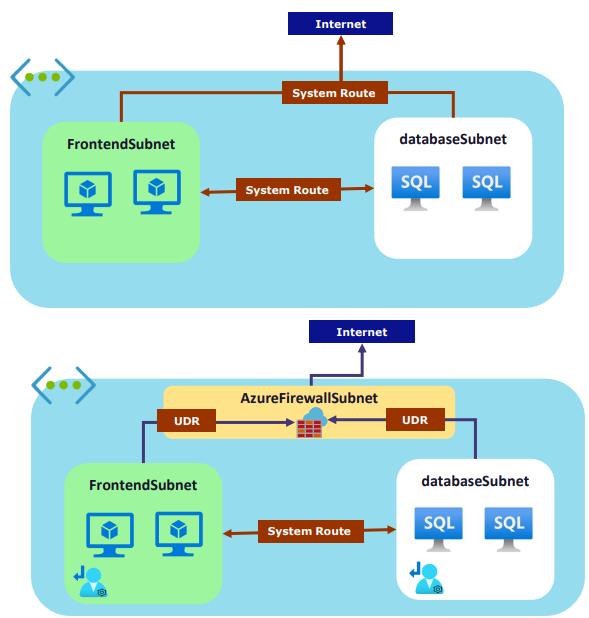 Internet
System Route
FrontendSubnet
databaseSubnet
SQL
SQL
System Route
Internet
AzureFirewallSubnet
UDR
UDR
FrontendSubnet
databaseSubnet
SQL
SQL
System Route